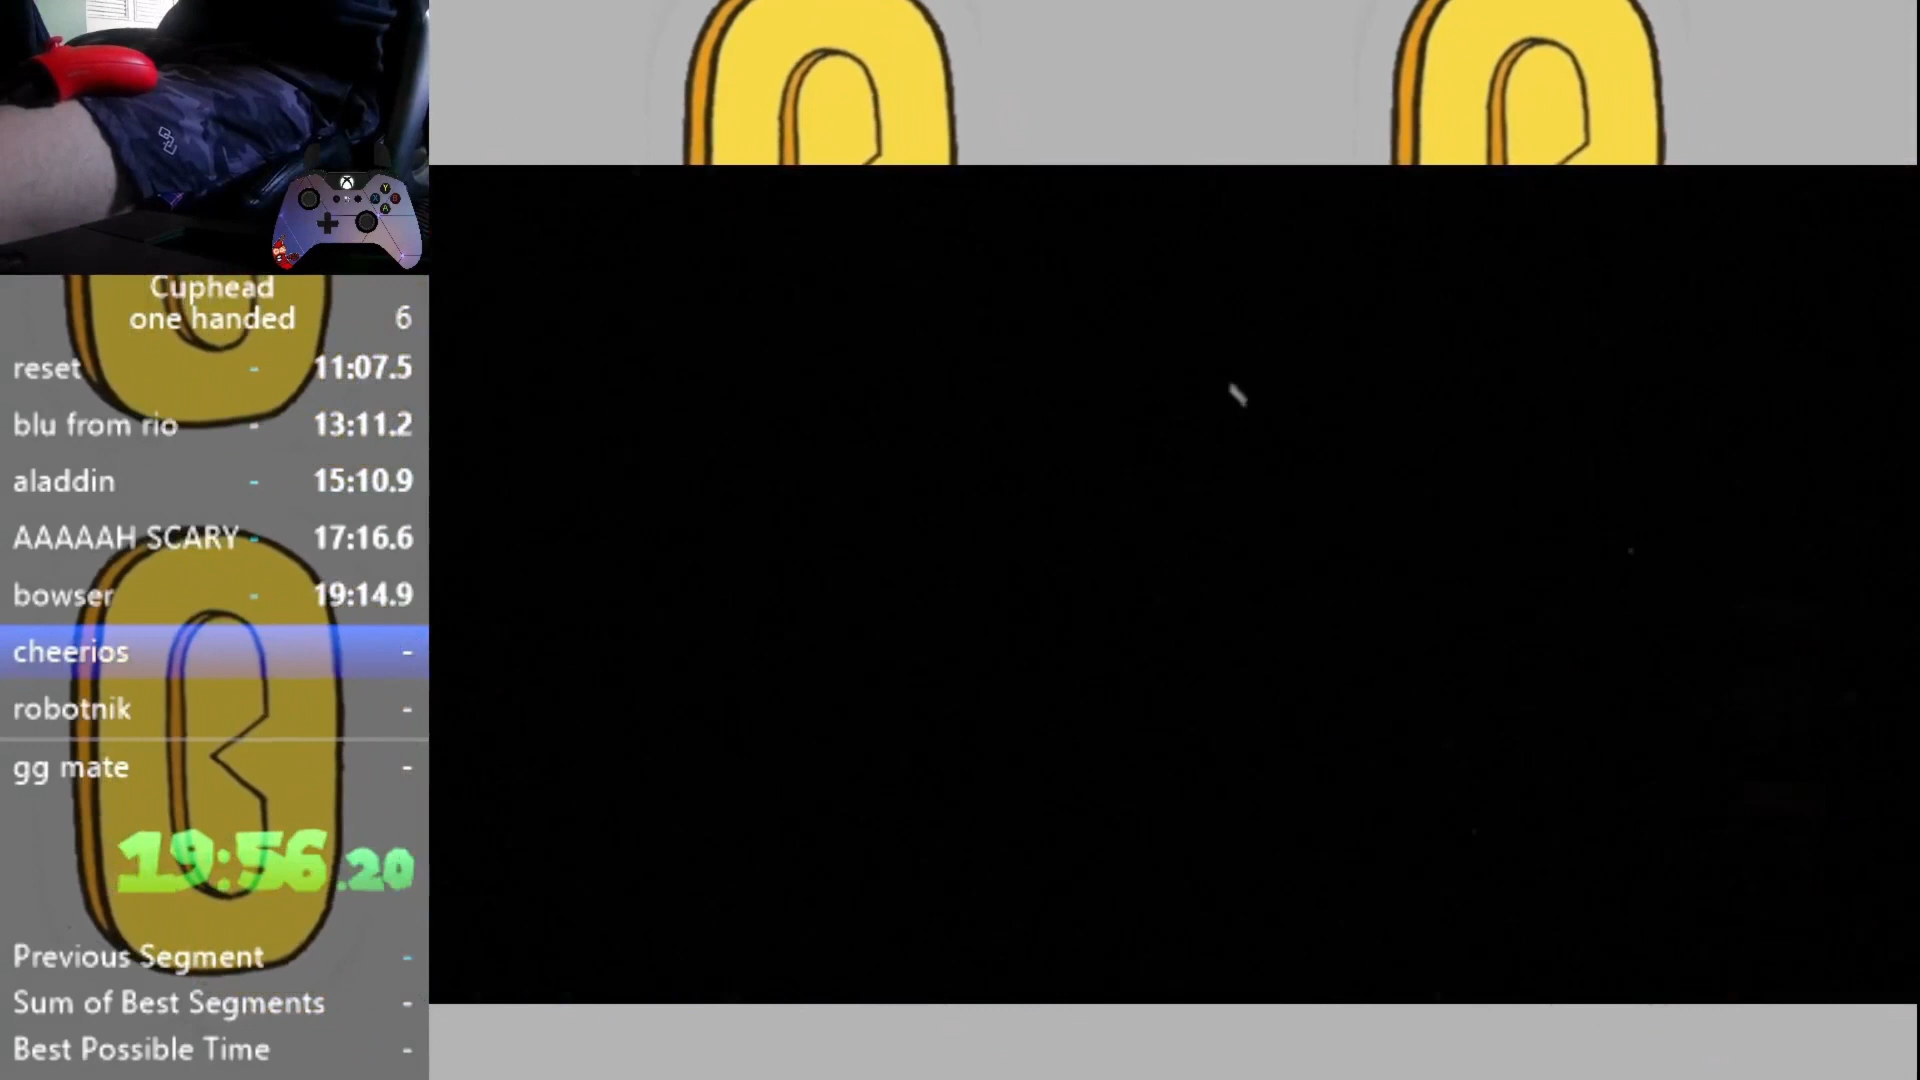 Cuphead
one handed 6
reset - 11:07.5
blu from rio - 13:11.2
aladdin - 15:10.9
AAAAAH SCARY - 17:16.6
bowser - 19:14.9
cheerios -
robotnik -
gg mate -
19:56.20
Previous Segment -
Sum of Best Segments -
Best Possible Time -